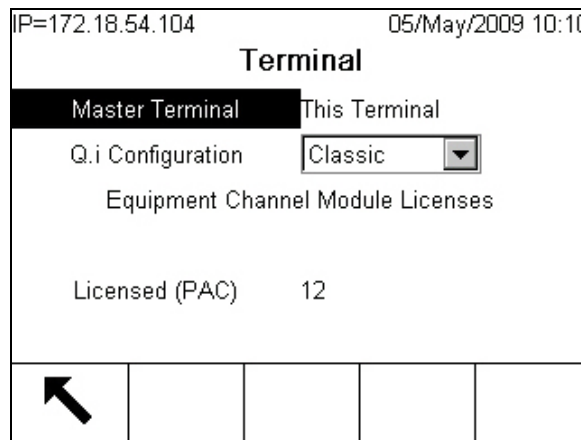 IP=172.18.54.104 05/May/2009 10:10
Terminal
Master Terminal This Terminal
Q.i Configuration Classic
Equipment Channel Module Licenses
Licensed (PAC) 12